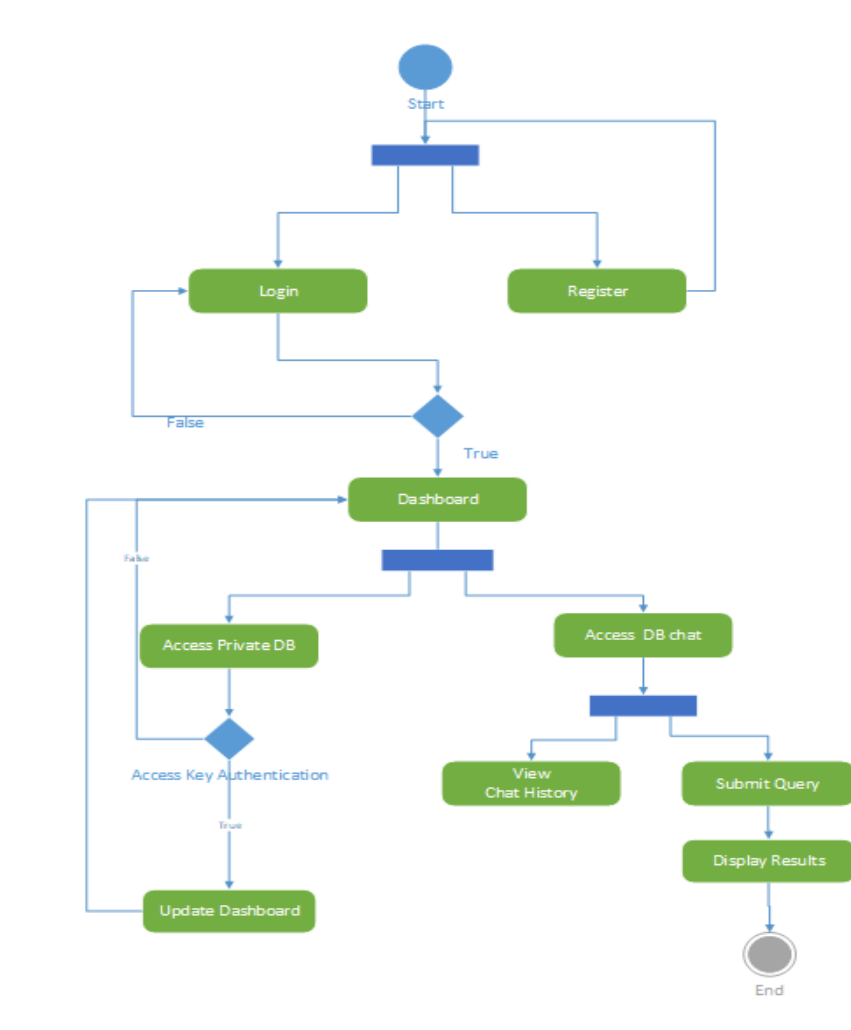 Start
Login
Register
False
True
Dashboard
False
Access Private DB
Access DB chat
Access Key Authentication
View
Chat History
Submit Query
True
Display Results
Update Dashboard
End